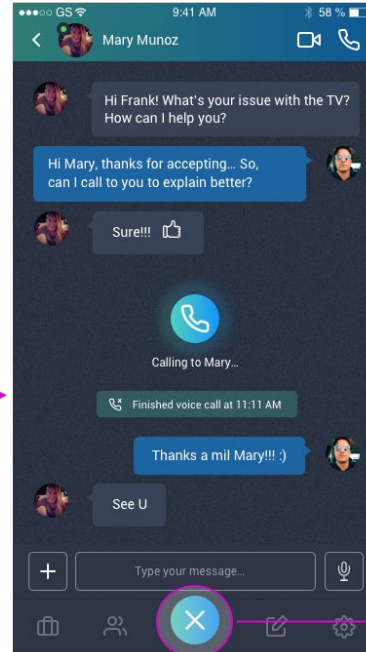 GS 9:41 AM 58 %
Mary Munoz
Hi Frank! What's your issue with the TV?
How can I help you?
Hi Mary, thanks for accepting... So,
can I call to you to explain better?
Sure!!!
Calling to Mary...
Finished voice call at 11:11 AM
Thanks a mil Mary!!! :)
See U
Type your message...